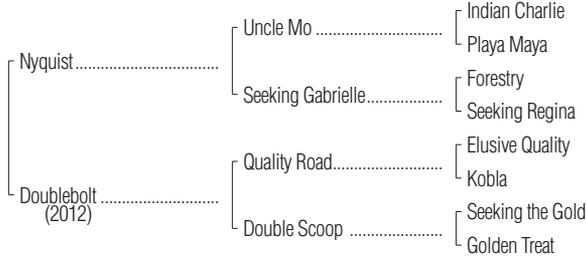 Indian Charlie
Uncle Mo ..............................
Playa Maya
Nyquist..................................
Forestry
Seeking Gabrielle..................
Seeking Regina
Elusive Quality
Quality Road..........................
Kobla
Doublebolt ............................
(2012)
Seeking the Gold
Double Scoop ......................
Golden Treat